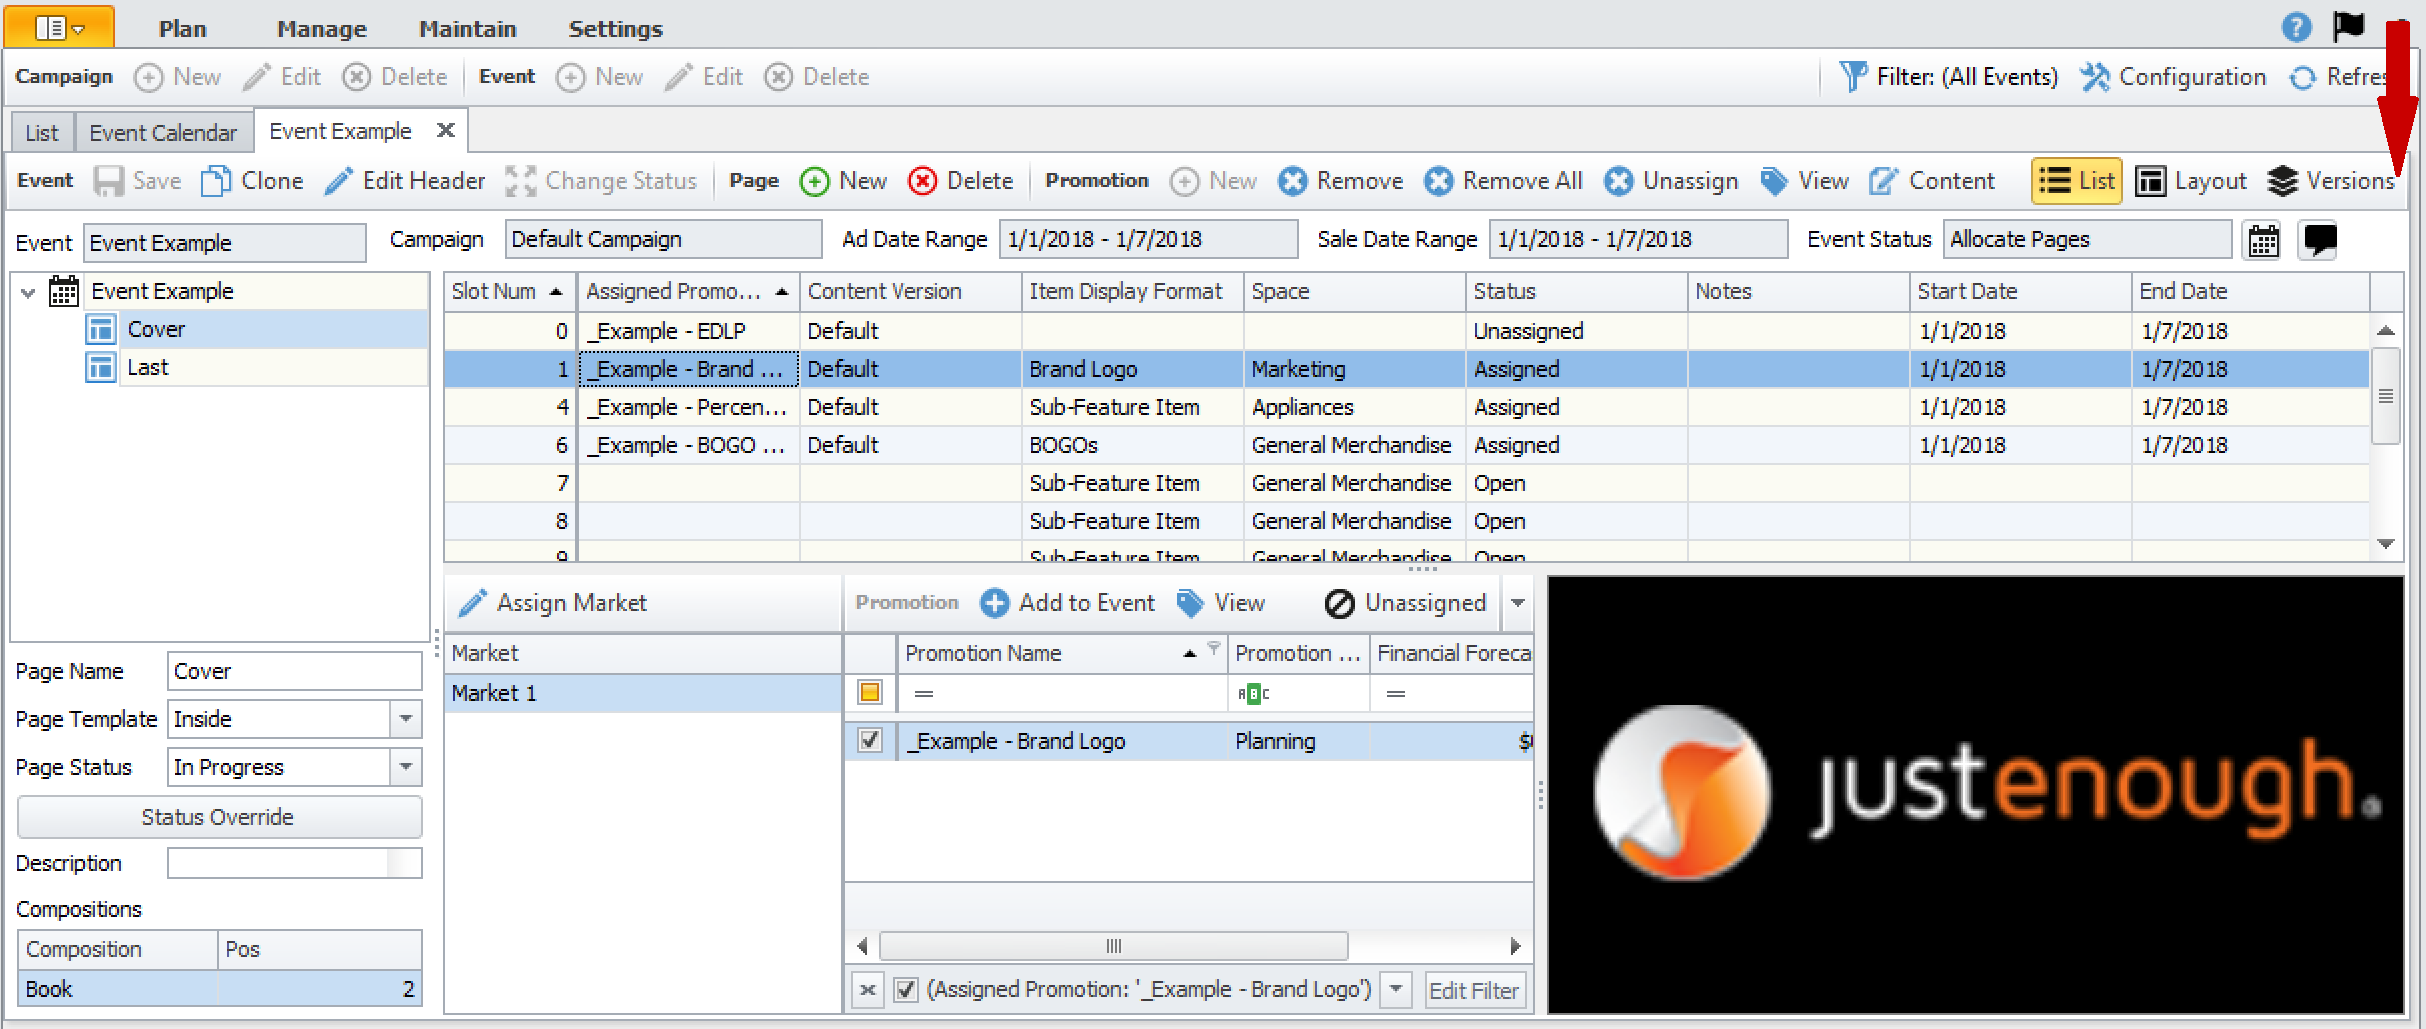 Plan Manage Maintain Settings
Campaign New Edit Delete Event New Edit Delete Filter: (All Events) Configuration
List Event Calendar Event Example
Event Save Clone Edit Header Change Status Page New Delete Promotion New Remove Remove All Unassign View Content List Layout Versions
Event Event Example Campaign Default Campaign Ad Date Range 1/1/2018 - 1/7/2018 Sale Date Range 1/1/2018 - 1/7/2018 Event Status Allocate Pages
Event Example
Cover
Last
Slot Num Assigned Promo... Content Version Item Display Format Space Status Notes Start Date End Date
0 _Example - EDLP Default Unassigned 1/1/2018 1/7/2018
1 _Example - Brand ... Default Brand Logo Marketing Assigned 1/1/2018 1/7/2018
4 _Example - Percen... Default Sub-Feature Item Appliances Assigned 1/1/2018 1/7/2018
6 _Example - BOGO ... Default BOGOs General Merchandise Assigned 1/1/2018 1/7/2018
7 Sub-Feature Item General Merchandise Open
8 Sub-Feature Item General Merchandise Open
9 Sub-Feature Item General Merchandise Open
Page Name Cover
Page Template Inside
Page Status In Progress
Status Override
Description
Compositions
Composition Pos
Book 2
Assign Market
Market
Market 1
Promotion Add to Event View Unassigned
Promotion Name Promotion ... Financial Foreca
= ABC =
_Example - Brand Logo Planning
(Assigned Promotion: '_Example - Brand Logo') Edit Filter
justenough®